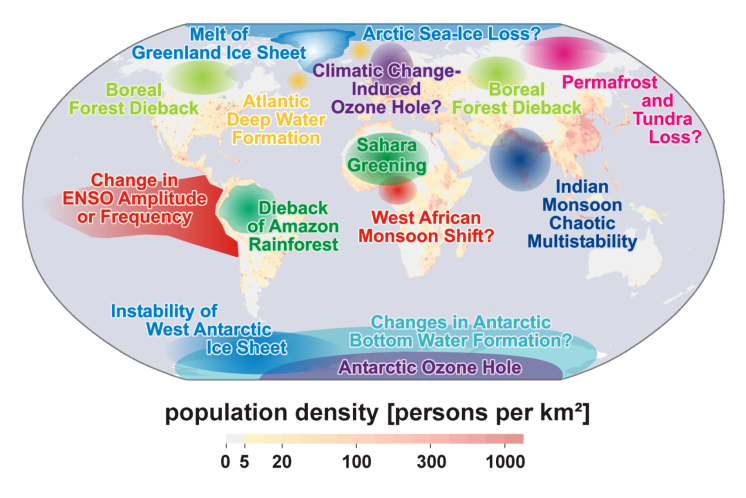 Melt of
Greenland Ice Sheet
Arctic Sea-Ice Loss?
Climatic Change-
Induced
Ozone Hole?
Boreal
Forest Dieback
Atlantic
Deep Water
Formation
Boreal
Forest Dieback
Permafrost
and
Tundra
Loss?
Sahara
Greening
Change in
ENSO Amplitude
or Frequency
Dieback
of Amazon
Rainforest
West African
Monsoon Shift?
Indian
Monsoon
Chaotic
Multistability
Instability of
West Antarctic
Ice Sheet
Changes in Antarctic
Bottom Water Formation?
Antarctic Ozone Hole
population density [persons per km²]
0 5 20 100 300 1000